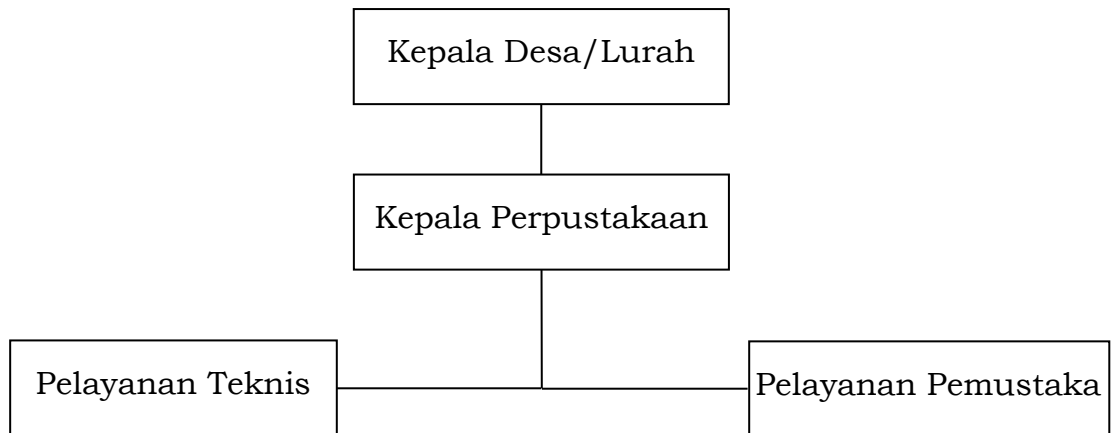 Kepala Desa/Lurah
Kepala Perpustakaan
Pelayanan Teknis
Pelayanan Pemustaka